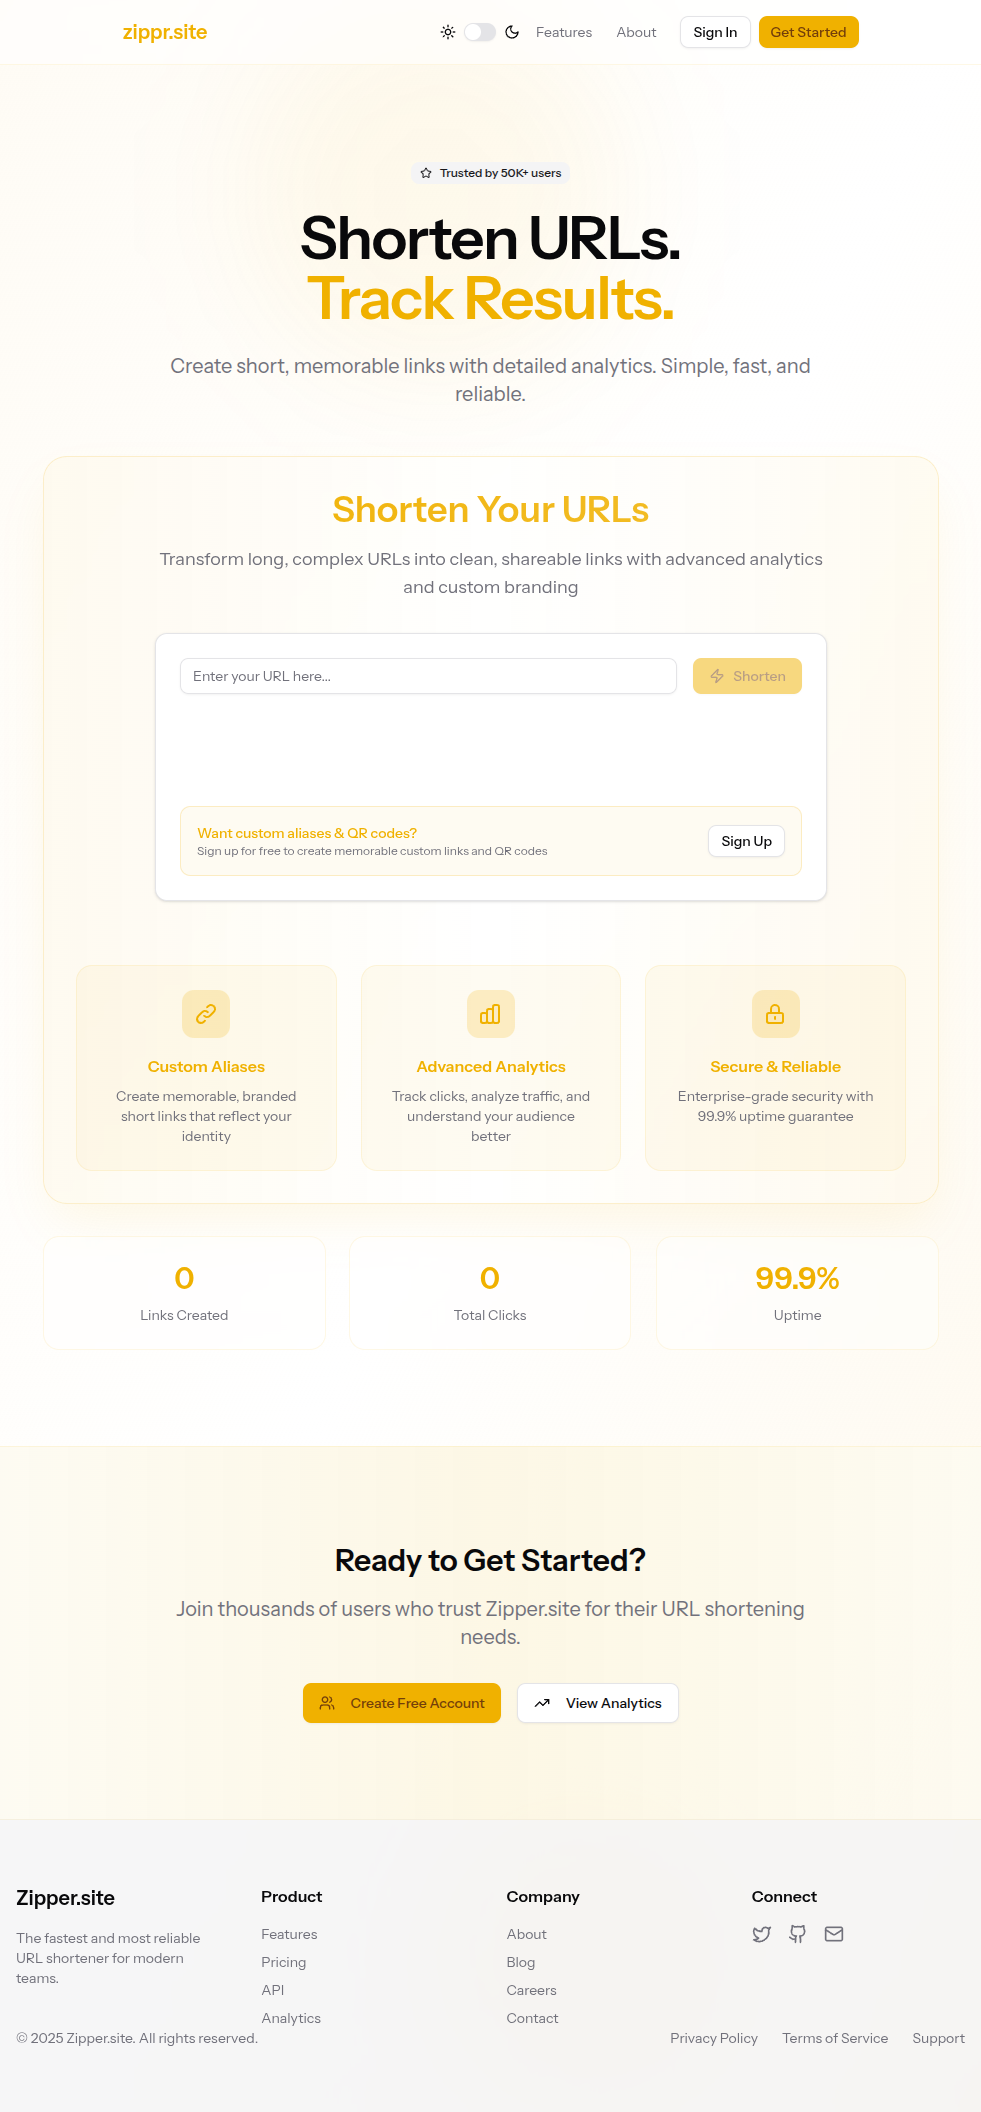 zippr.site
Features
About
Sign In
Get Started
Trusted by 50K+ users
Shorten URLs.
Track Results.
Create short, memorable links with detailed analytics. Simple, fast, and
reliable.
Shorten Your URLs
Transform long, complex URLs into clean, shareable links with advanced analytics
and custom branding
Enter your URL here...
Shorten
Want custom aliases & QR codes?
Sign up for free to create memorable custom links and QR codes
Sign Up
Custom Aliases
Create memorable, branded
short links that reflect your
identity
Advanced Analytics
Track clicks, analyze traffic, and
understand your audience
better
Secure & Reliable
Enterprise-grade security with
99.9% uptime guarantee
0
Links Created
0
Total Clicks
99.9%
Uptime
Ready to Get Started?
Join thousands of users who trust Zipper.site for their URL shortening
needs.
Create Free Account
View Analytics
Zipper.site
The fastest and most reliable
URL shortener for modern
teams.
Product
Features
Pricing
API
Analytics
Company
About
Blog
Careers
Contact
Connect
© 2025 Zipper.site. All rights reserved.
Privacy Policy
Terms of Service
Support